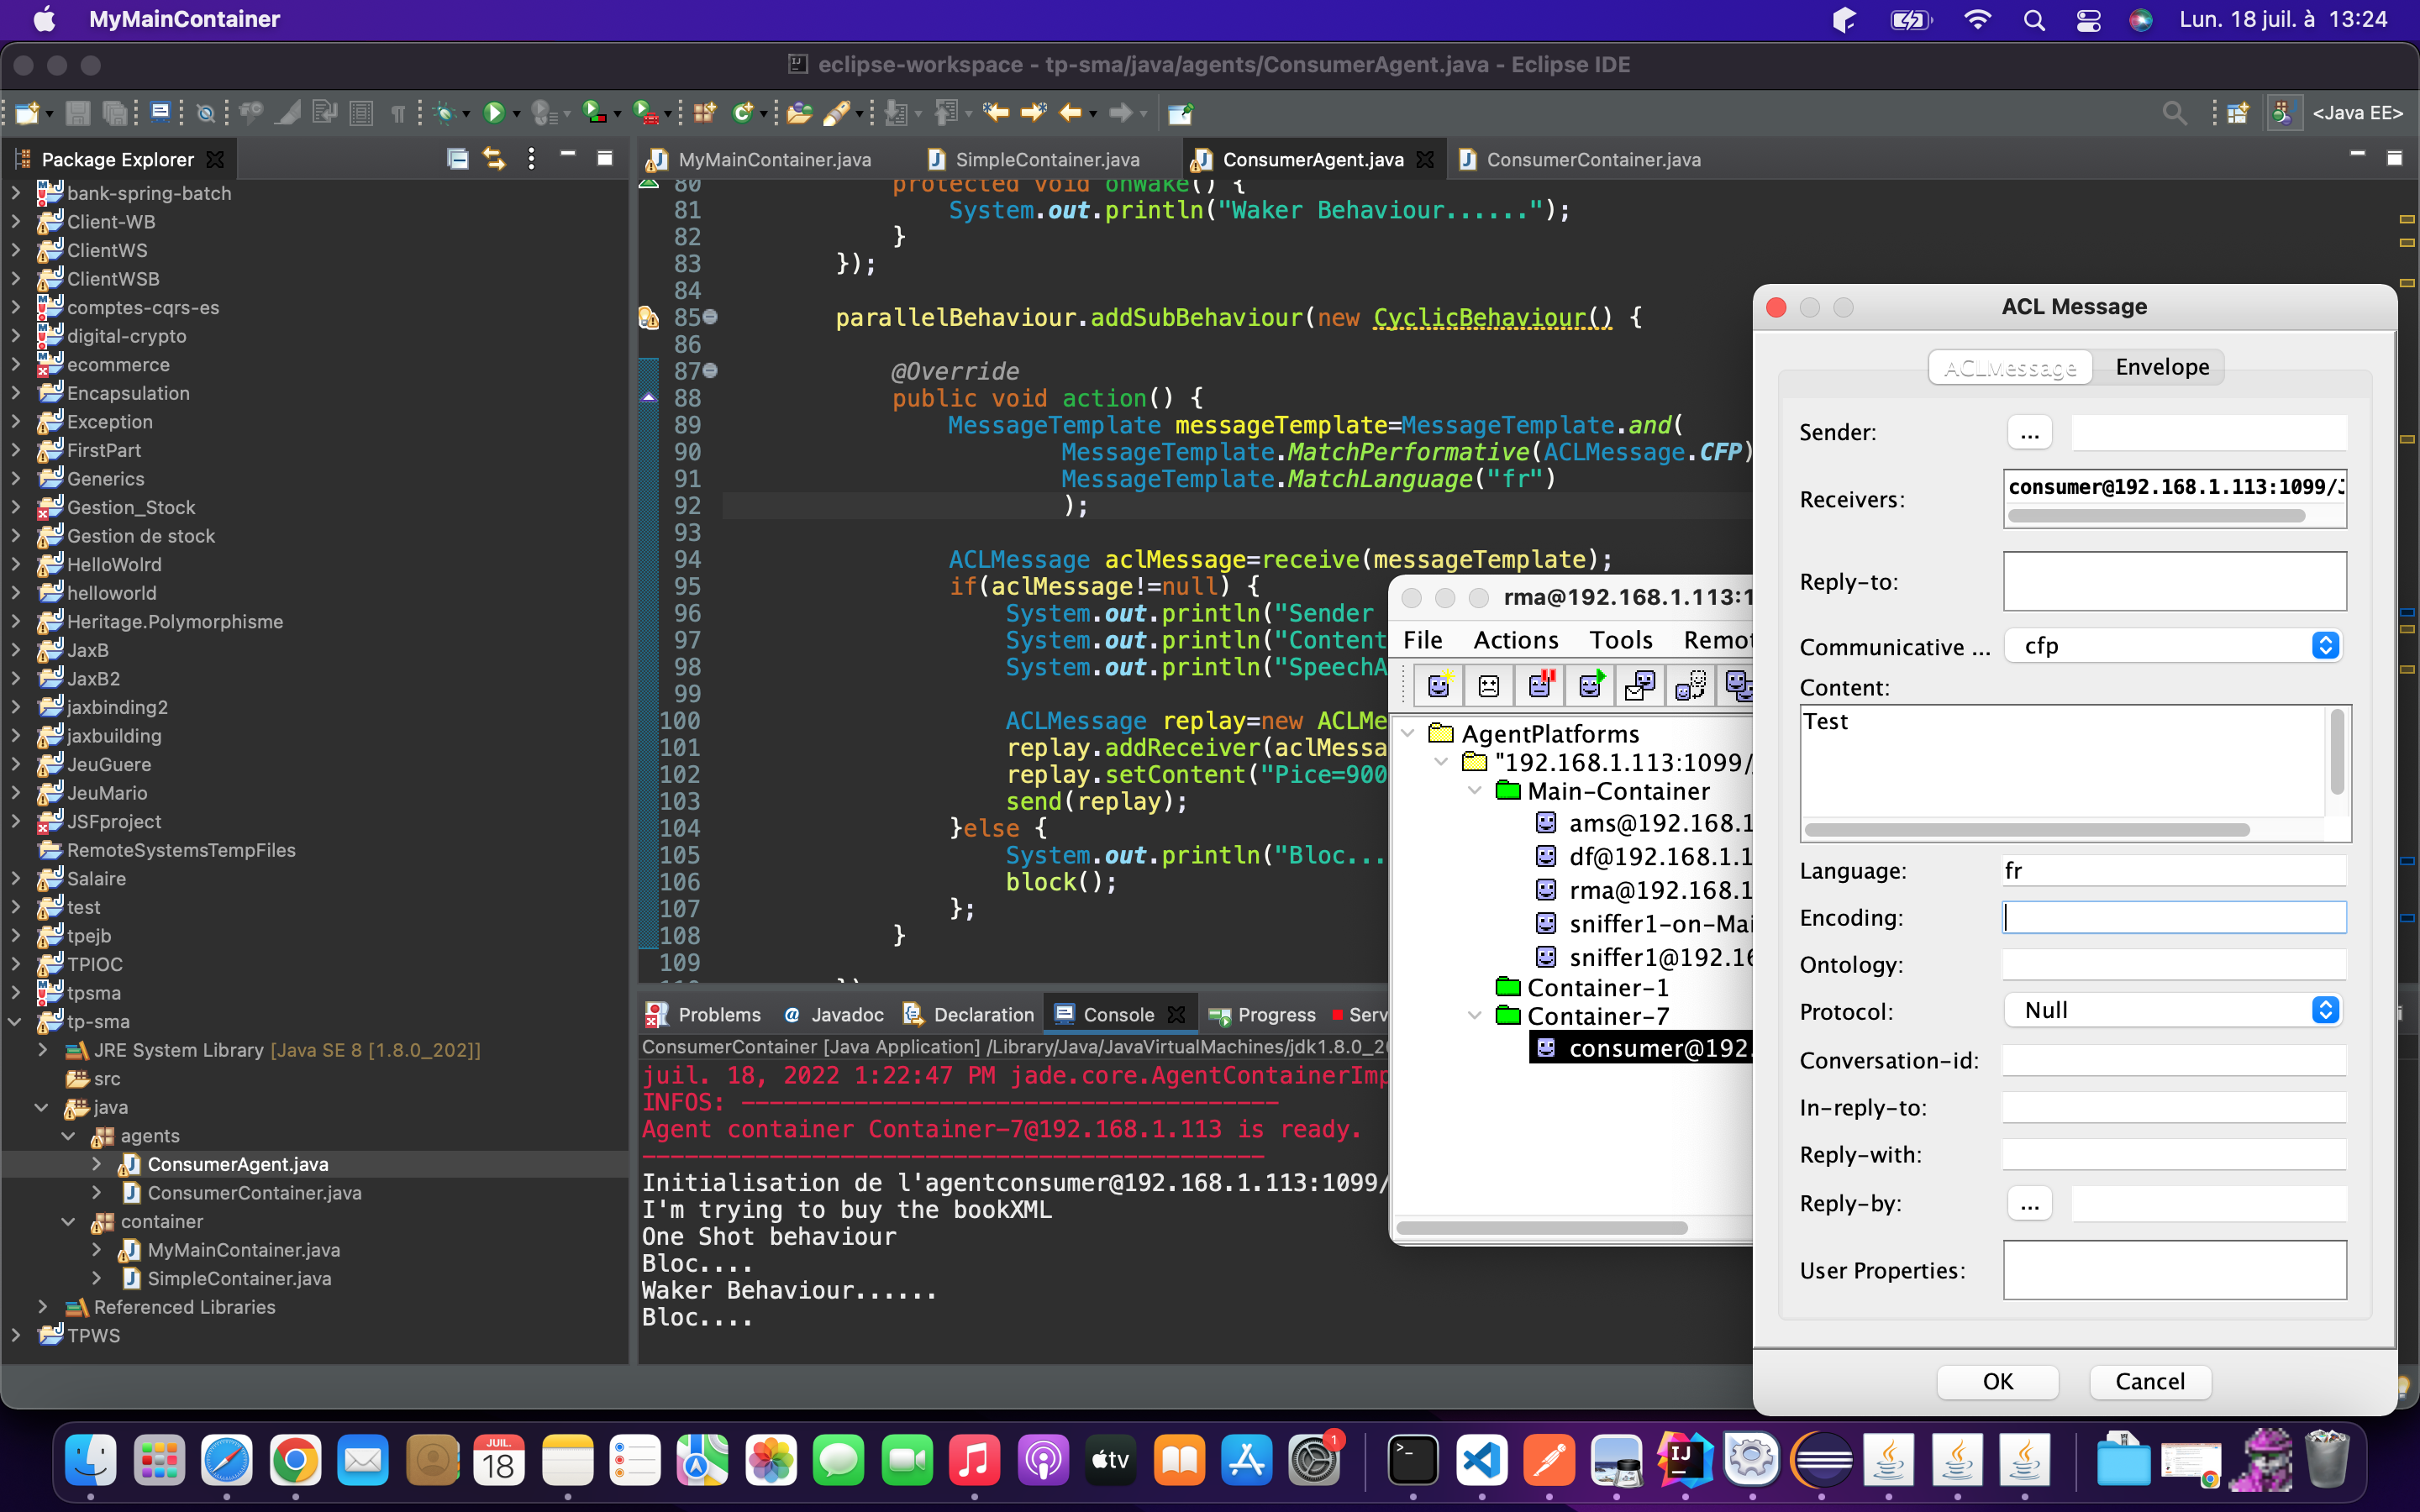 MyMainContainer
Lun. 18 juil. à 13:24
eclipse-workspace - tp-sma/java/agents/ConsumerAgent.java - Eclipse IDE
<Java EE>
Package Explorer
bank-spring-batch
Client-WB
ClientWS
ClientWSB
comptes-cqrs-es
digital-crypto
ecommerce
Encapsulation
Exception
FirstPart
Generics
Gestion_Stock
Gestion de stock
HelloWolrd
helloworld
Heritage.Polymorphisme
JaxB
JaxB2
jaxbinding2
jaxbuilding
JeuGuere
JeuMario
JSFproject
RemoteSystemsTempFiles
Salaire
test
tpejb
TPIOC
tpsma
tp-sma
JRE System Library [Java SE 8 [1.8.0_202]]
src
java
agents
ConsumerAgent.java
ConsumerContainer.java
container
MyMainContainer.java
SimpleContainer.java
Referenced Libraries
TPWS
MyMainContainer.java
SimpleContainer.java
ConsumerAgent.java
ConsumerContainer.java
80 protected void onWake() {
81 System.out.println("Waker Behaviour......");
82 }
83 });
84
85 parallelBehaviour.addSubBehaviour(new CyclicBehaviour() {
86
87 @Override
88 public void action() {
89 MessageTemplate messageTemplate=MessageTemplate.and(
90 MessageTemplate.MatchPerformative(ACLMessage.CFP)
91 MessageTemplate.MatchLanguage("fr")
92 );
93
94 ACLMessage aclMessage=receive(messageTemplate);
95 if(aclMessage!=null) {
96 System.out.println("Sender
97 System.out.println("Content
98 System.out.println("SpeechA
99
100 ACLMessage replay=new ACLMe
101 replay.addReceiver(aclMessa
102 replay.setContent("Pice=900
103 send(replay);
104 }else {
105 System.out.println("Bloc...
106 block();
107 };
108 }
109
Problems
Javadoc
Declaration
Console
Progress
Serv
ConsumerContainer [Java Application] /Library/Java/JavaVirtualMachines/jdk1.8.0_20
juil. 18, 2022 1:22:47 PM jade.core.AgentContainerImp
INFOS: --------------------------------------
Agent container Container-7@192.168.1.113 is ready.
--------------------------------------------
Initialisation de l'agentconsumer@192.168.1.113:1099/
I'm trying to buy the bookXML
One Shot behaviour
Bloc....
Waker Behaviour......
Bloc....
rma@192.168.1.113:1
File Actions Tools Remot
AgentPlatforms
"192.168.1.113:1099/
Main-Container
ams@192.168.1
df@192.168.1.1
rma@192.168.1
sniffer1-on-Mai
sniffer1@192.16
Container-1
Container-7
consumer@192.
ACL Message
ACLMessage
Envelope
Sender:
...
Receivers:
consumer@192.168.1.113:1099/J
Reply-to:
Communicative ...
cfp
Content:
Test
Language:
fr
Encoding:
Ontology:
Protocol:
Null
Conversation-id:
In-reply-to:
Reply-with:
Reply-by:
...
User Properties:
OK
Cancel
JUIL.
18
tv
1
>_
IJ